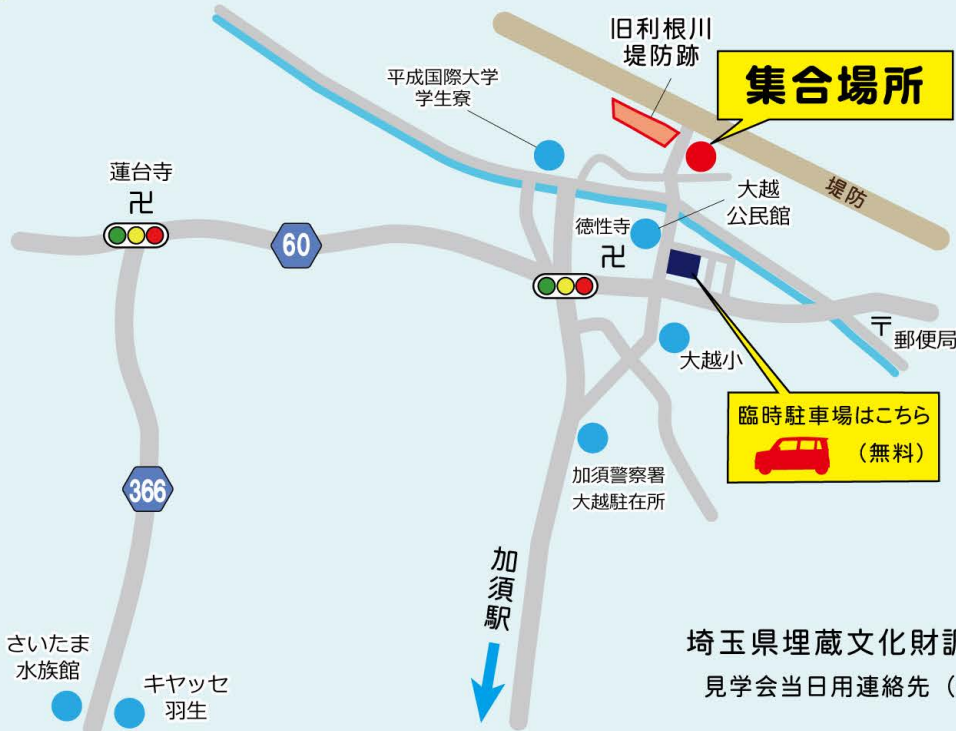 旧利根川
堤防跡
集合場所
平成国際大学
学生寮
蓮台寺
卍
60
徳性寺
卍
大越
公民館
堤防
〒
郵便局
大越小
臨時駐車場はこちら
(無料)
加須警察署
大越駐在所
366
加須駅
さいたま
水族館
キヤッセ
羽生
埼玉県埋蔵文化財調
見学会当日用連絡先(